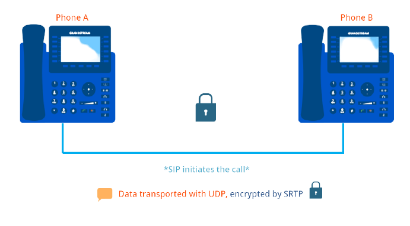 Phone A
Phone B
*SIP initiates the call*
Data transported with UDP, encrypted by SRTP